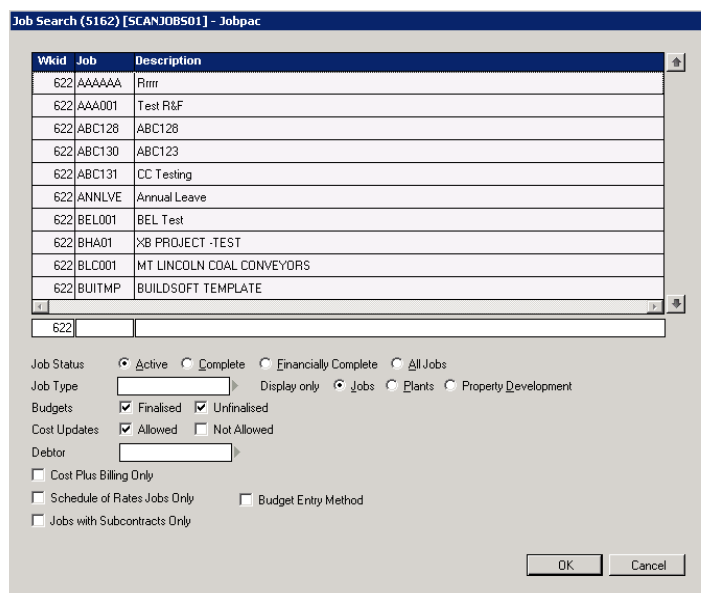 Job Search (5162) [SCANJOBS01] - Jobpac
Wkid Job Description
622 AAAAAA Rrrrr
622 AAA001 Test R&F
622 ABC128 ABC128
622 ABC130 ABC123
622 ABC131 CC Testing
622 ANNLVE Annual Leave
622 BEL001 BEL Test
622 BHA01 XB PROJECT -TEST
622 BLC001 MT LINCOLN COAL CONVEYORS
622 BUITMP BUILDSOFT TEMPLATE
622
Job Status Active Complete Financially Complete All Jobs
Job Type Display only Jobs Plants Property Development
Budgets Finalised Unfinalised
Cost Updates Allowed Not Allowed
Debtor
Cost Plus Billing Only
Schedule of Rates Jobs Only Budget Entry Method
Jobs with Subcontracts Only
OK Cancel